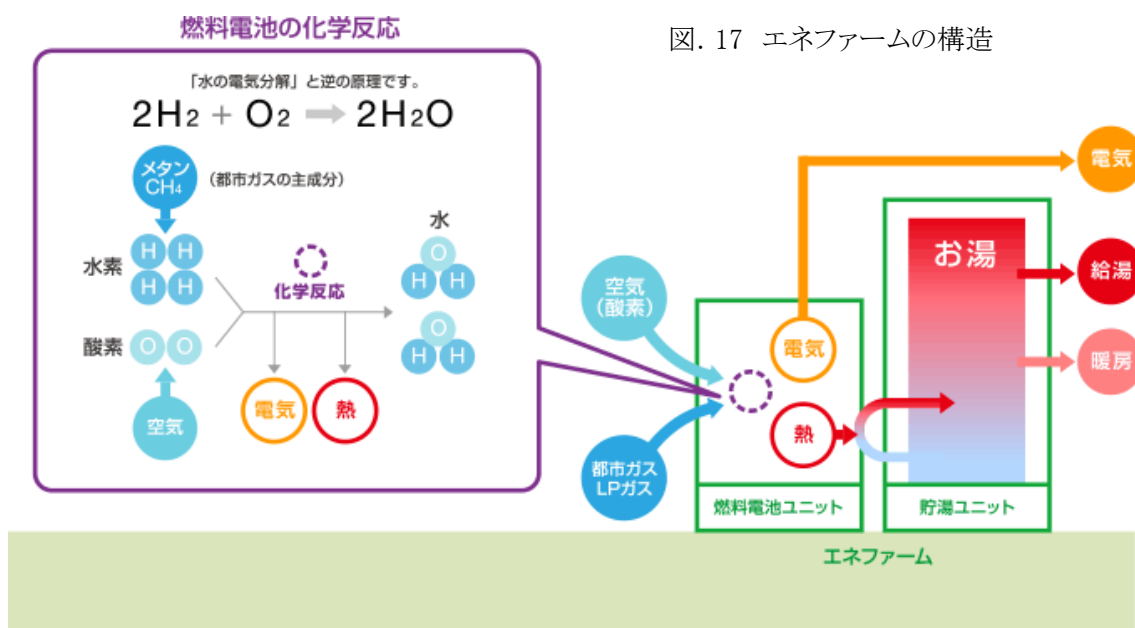 燃料電池の化学反応
図. 17 エネファームの構造
「水の電気分解」と逆の原理です。
2H₂ + O₂ ➡ 2H₂O
メタン
CH₄
(都市ガスの主成分)
水素
H H
H H
酸素
O O
空気
化学反応
電気
熱
水
O
H H
O
H H
空気
(酸素)
都市ガス
LPガス
電気
熱
燃料電池ユニット
お湯
貯湯ユニット
電気
給湯
暖房
エネファーム